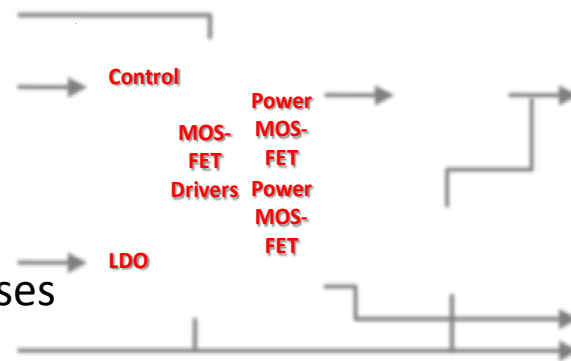 Control
MOS-
FET
Drivers
Power
MOS-
FET
Power
MOS-
FET
LDO
ses